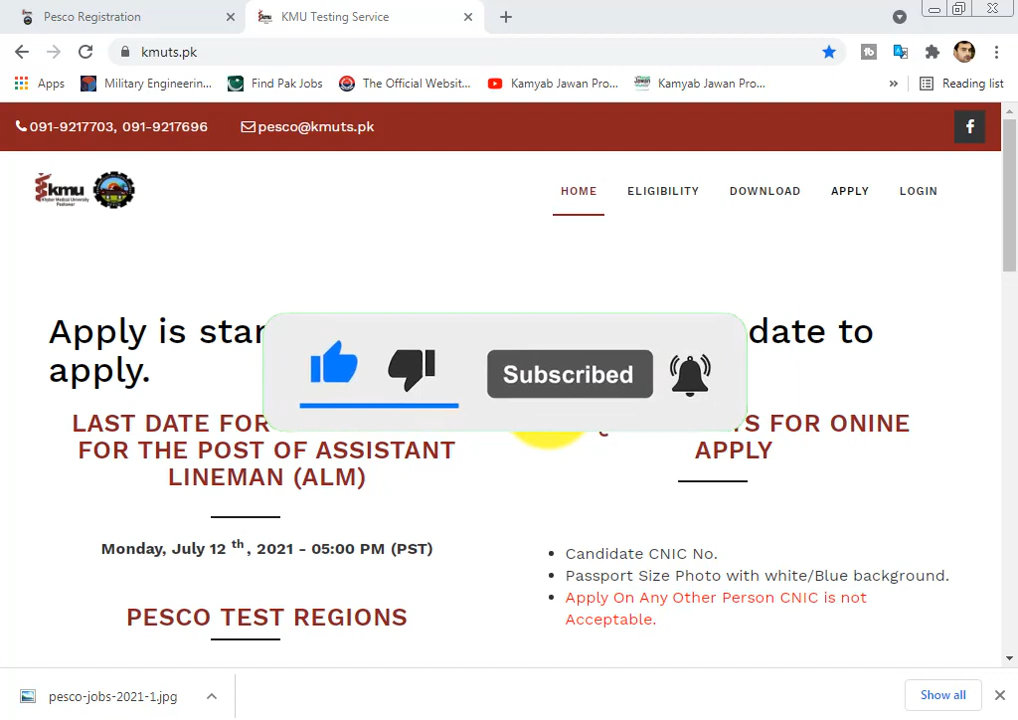 Pesco Registration
KMU Testing Service
kmuts.pk
Apps
Military Engineerin...
Find Pak Jobs
The Official Websit...
Kamyab Jawan Pro...
Kamyab Jawan Pro...
»
Reading list
091-9217703, 091-9217696
pesco@kmuts.pk
kmu
HOME
ELIGIBILITY
DOWNLOAD
APPLY
LOGIN
Apply is date to
apply.
Subscribed
LAST DATE FOR
FOR THE POST OF ASSISTANT
LINEMAN (ALM)
FOR ONINE
APPLY
Monday, July 12 th, 2021 - 05:00 PM (PST)
Candidate CNIC No.
Passport Size Photo with white/Blue background.
Apply On Any Other Person CNIC is not
Acceptable.
PESCO TEST REGIONS
pesco-jobs-2021-1.jpg
Show all